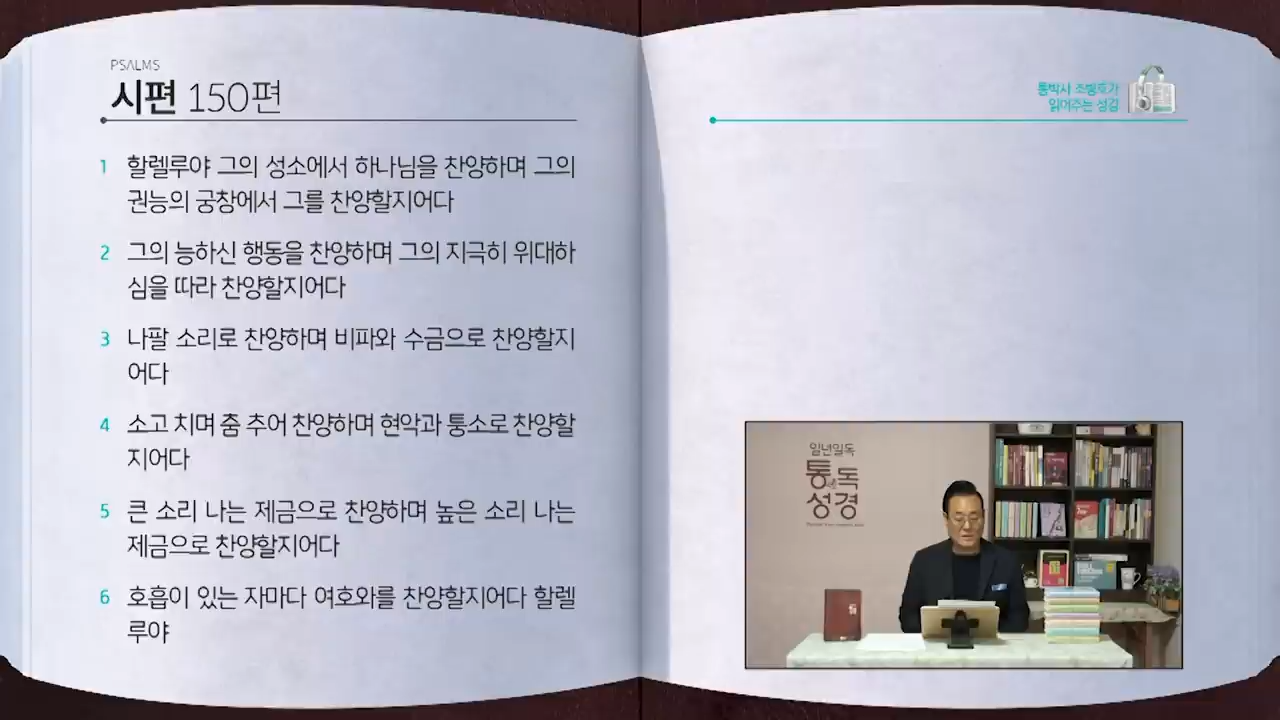 PSALMS
시편 150편
1 할렐루야 그의 성소에서 하나님을 찬양하며 그의
권능의 궁창에서 그를 찬양할지어다
2 그의 능하신 행동을 찬양하며 그의 지극히 위대하
심을 따라 찬양할지어다
3 나팔 소리로 찬양하며 비파와 수금으로 찬양할지
어다
4 소고 치며 춤 추어 찬양하며 현악과 퉁소로 찬양할
지어다
5 큰 소리 나는 제금으로 찬양하며 높은 소리 나는
제금으로 찬양할지어다
6 호흡이 있는 자마다 여호와를 찬양할지어다 할렐
루야
통박사 조병호가
읽어주는 성경
일년일독
통독
성경